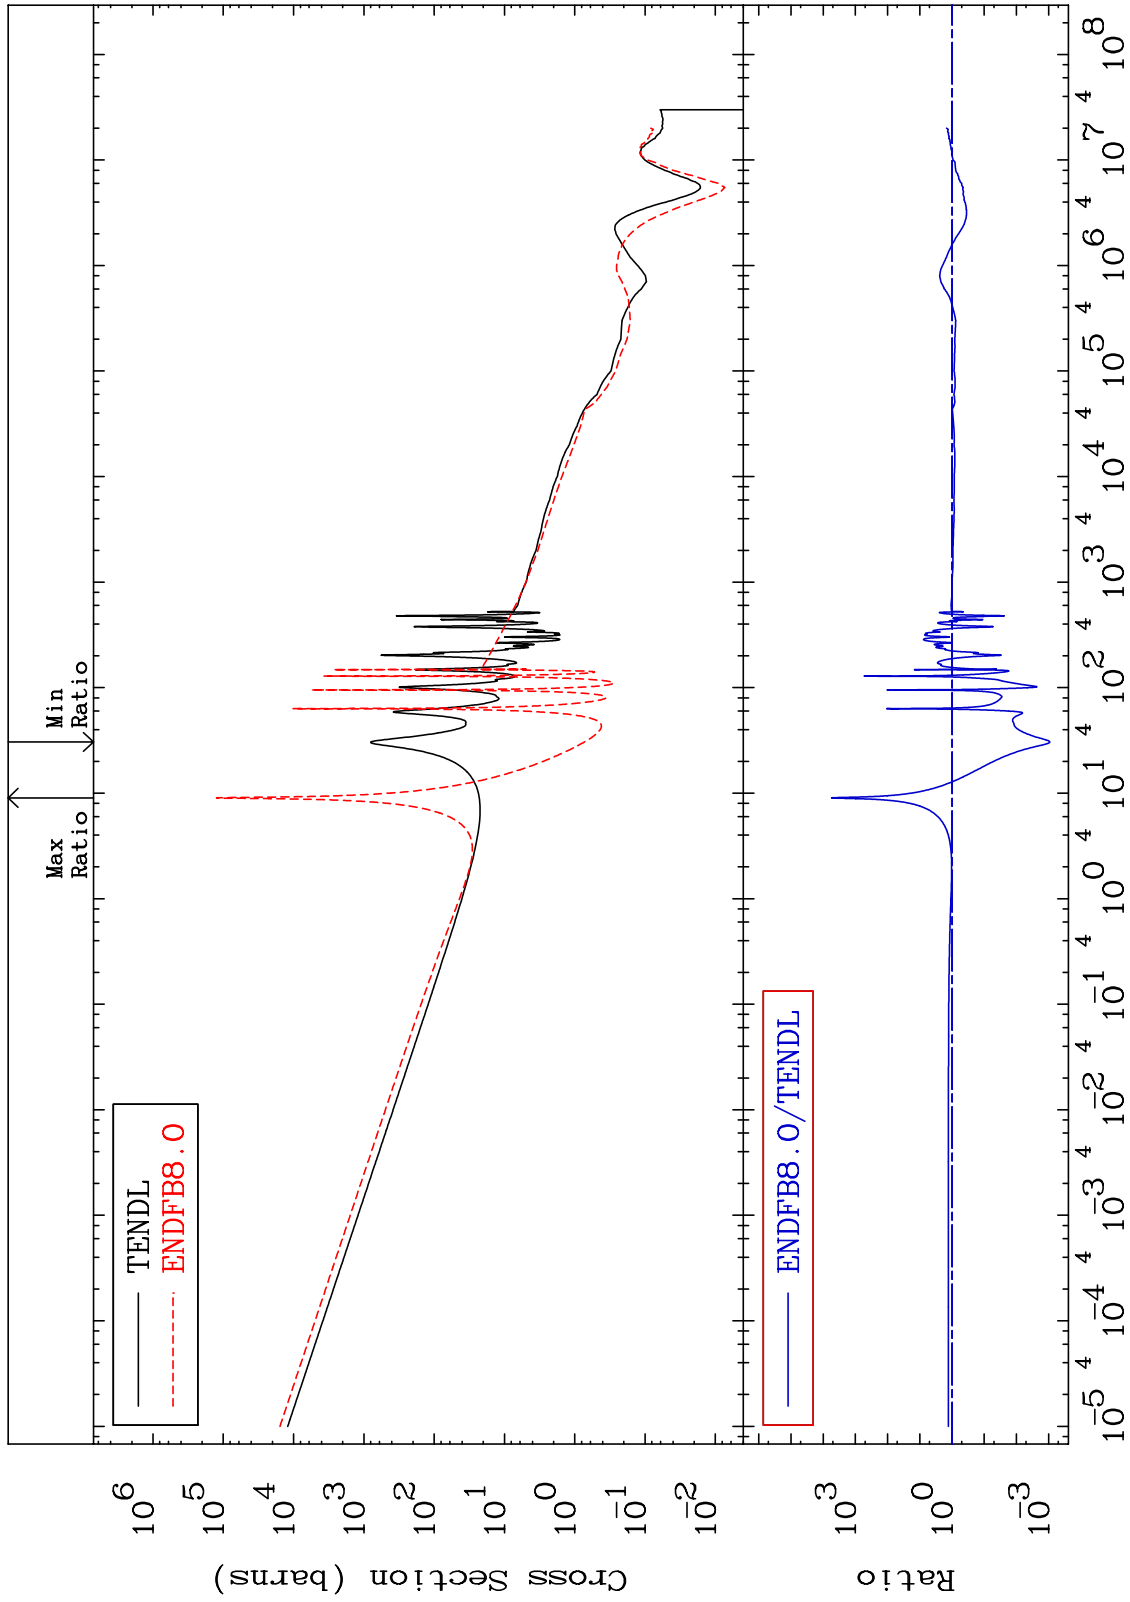 Max
Ratio
Min
Ratio
TENDL
ENDFB8.0
10^6
10^5
10^4
10^3
10^2
10^1
10^0
10^-1
10^-2
Cross Section (barns)
ENDFB8.0/TENDL
10^3
10^0
10^-3
Ratio
10^-5 4 10^-4 4 10^-3 4 10^-2 4 10^-1 4 10^0 4 10^1 4 10^2 4 10^3 4 10^4 4 10^5 4 10^6 4 10^7 4 10^8